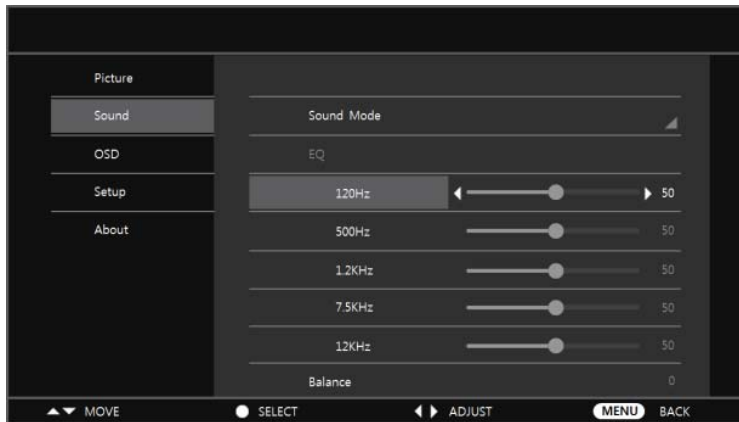 Picture
Sound
OSD
Setup
About
Sound Mode
EQ
120Hz 50
500Hz 50
1.2KHz 50
7.5KHz 50
12KHz 50
Balance 0
MOVE SELECT ADJUST MENU BACK